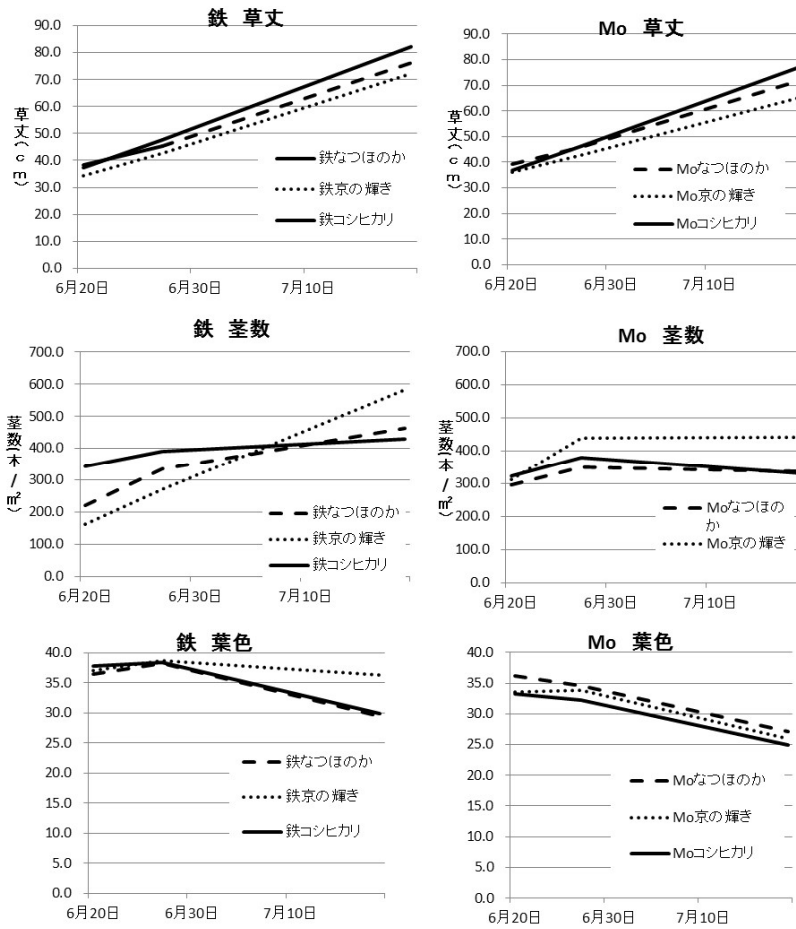 鉄 草丈
90.0
80.0
70.0
60.0
50.0
40.0
30.0
20.0
10.0
0.0
草丈(cm)
鉄なつほのか
鉄京の輝き
鉄コシヒカリ
6月20日 6月30日 7月10日
Mo 草丈
90.0
80.0
70.0
60.0
50.0
40.0
30.0
20.0
10.0
0.0
草丈(cm)
Moなつほのか
Mo京の輝き
Moコシヒカリ
6月20日 6月30日 7月10日
鉄 茎数
700.0
600.0
500.0
400.0
300.0
200.0
100.0
0.0
茎数(本/㎡)
鉄なつほのか
鉄京の輝き
鉄コシヒカリ
6月20日 6月30日 7月10日
Mo 茎数
700.0
600.0
500.0
400.0
300.0
200.0
100.0
0.0
茎数(本/㎡)
Moなつほの
か
Mo京の輝き
6月20日 6月30日 7月10日
鉄 葉色
40.0
35.0
30.0
25.0
20.0
15.0
10.0
5.0
0.0
鉄なつほのか
鉄京の輝き
鉄コシヒカリ
6月20日 6月30日 7月10日
Mo 葉色
40.0
35.0
30.0
25.0
20.0
15.0
10.0
5.0
0.0
Moなつほのか
Mo京の輝き
Moコシヒカリ
6月20日 6月30日 7月10日